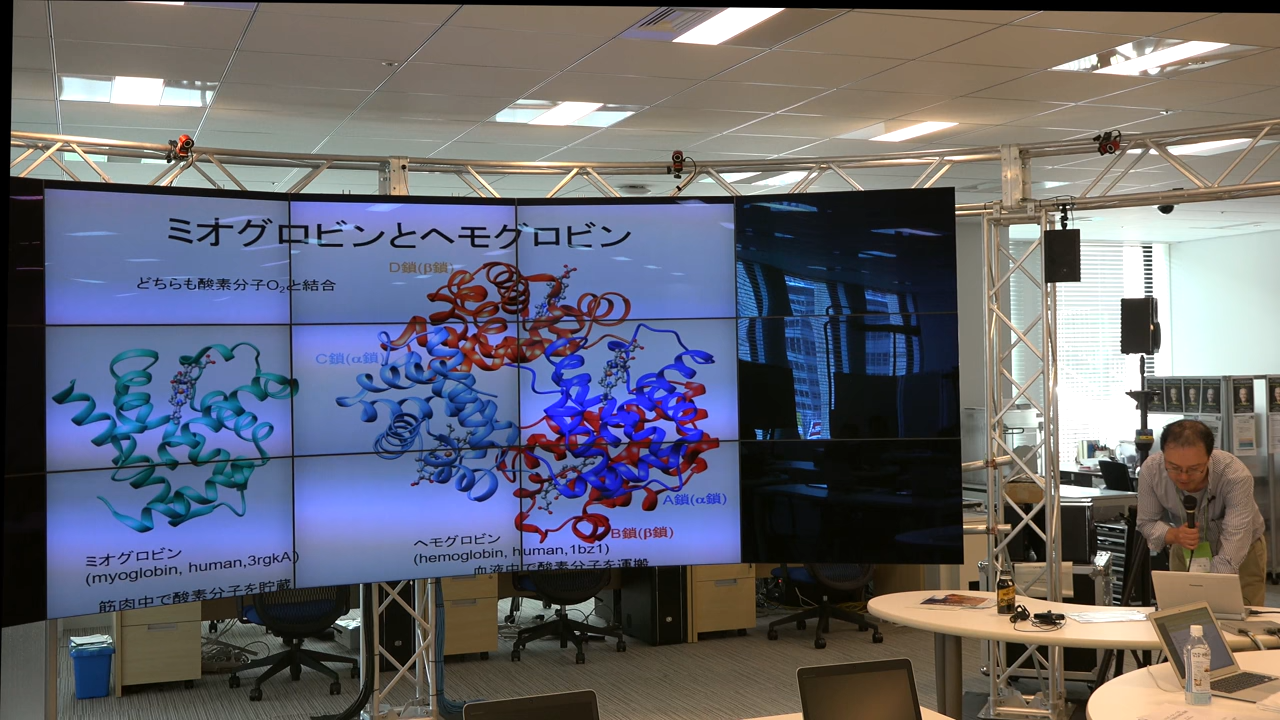 ミオグロビンとヘモグロビン
どちらも酸素分子O₂と結合
D鎖(β鎖)
C鎖(α鎖)
A鎖(α鎖)
B鎖(β鎖)
ミオグロビン
(myoglobin, human,3rgkA)
筋肉中で酸素分子を貯蔵
ヘモグロビン
(hemoglobin, human,1bz1)
血液中で酸素分子を運搬